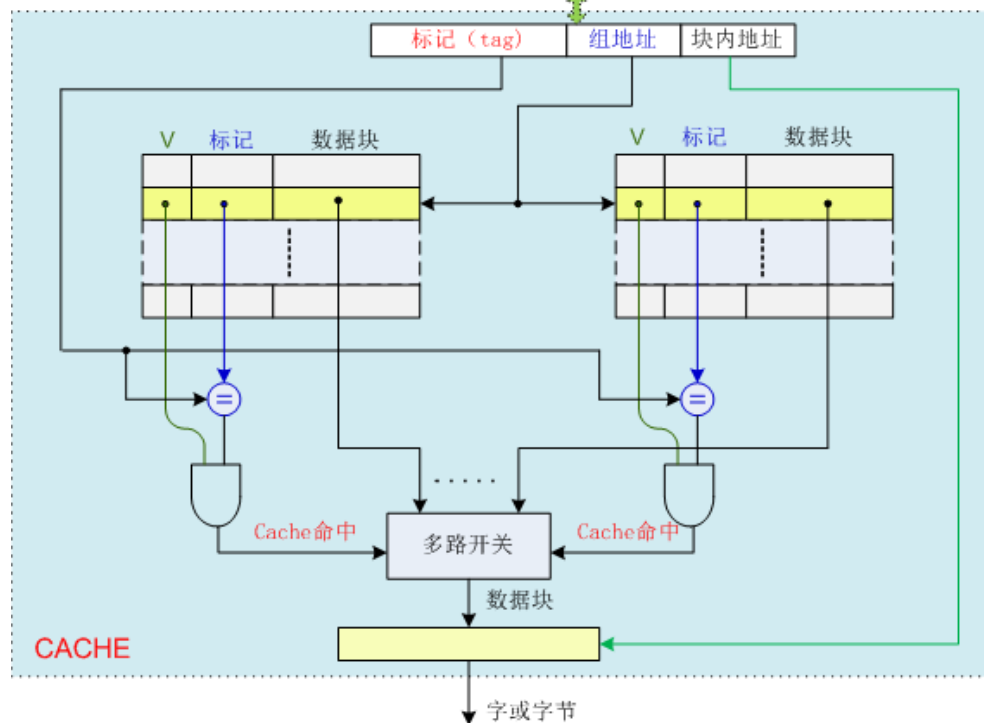 标记（tag) 组地址 块内地址
V 标记 数据块 V 标记 数据块
= =
.....
Cache命中 多路开关 Cache命中
数据块
CACHE
字或字节